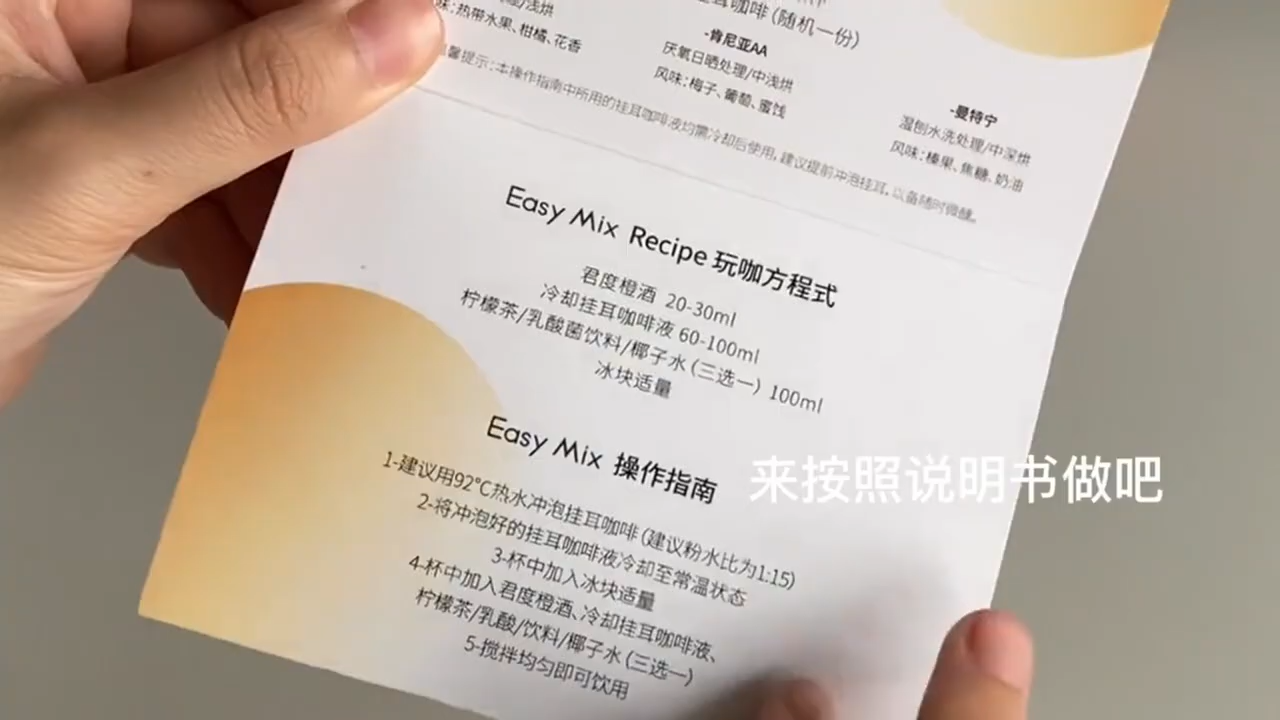 挂耳咖啡（随机一份）
/浅烘
味：热带水果、柑橘、花香
-肯尼亚AA
厌氧日晒处理/中浅烘
风味：梅子、葡萄、蜜饯
-曼特宁
湿刨水洗处理/中深烘
风味：榛果、焦糖、奶油
馨提示：本操作指南中所用的挂耳咖啡液均需冷却后使用，建议提前冲泡挂耳，以备随时微醺。
Easy Mix Recipe 玩咖方程式
君度橙酒 20-30ml
冷却挂耳咖啡液 60-100ml
柠檬茶/乳酸菌饮料/椰子水（三选一）100ml
冰块适量
Easy Mix 操作指南
1-建议用92°C热水冲泡挂耳咖啡（建议粉水比为1:15）
2-将冲泡好的挂耳咖啡液冷却至常温状态
3-杯中加入冰块适量
4-杯中加入君度橙酒、冷却挂耳咖啡液、
柠檬茶/乳酸/饮料/椰子水（三选一）
5-搅拌均匀即可饮用
来按照说明书做吧